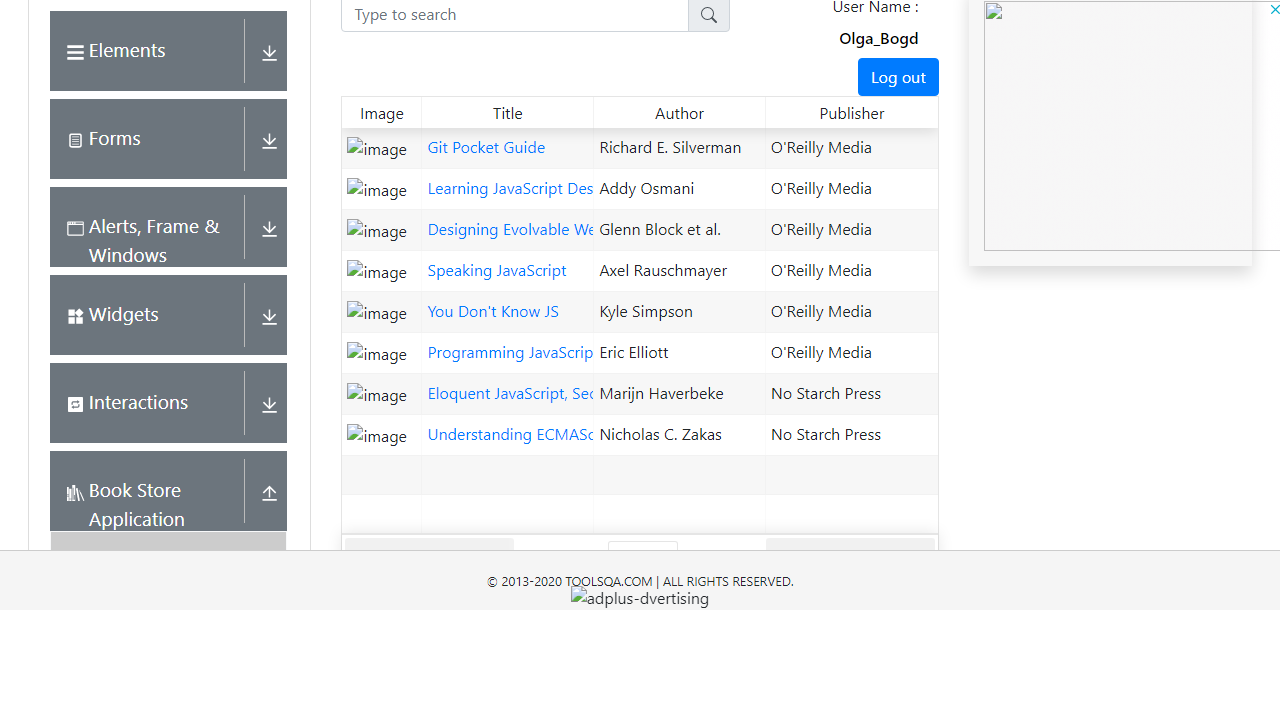 Type to search
User Name :
Olga_Bogd
Log out
Elements
Forms
Alerts, Frame &
Windows
Widgets
Interactions
Book Store
Application
Image Title Author Publisher
image Git Pocket Guide Richard E. Silverman O'Reilly Media
image Learning JavaScript Des Addy Osmani O'Reilly Media
image Designing Evolvable We Glenn Block et al. O'Reilly Media
image Speaking JavaScript Axel Rauschmayer O'Reilly Media
image You Don't Know JS Kyle Simpson O'Reilly Media
image Programming JavaScrip Eric Elliott O'Reilly Media
image Eloquent JavaScript, Sec Marijn Haverbeke No Starch Press
image Understanding ECMASc Nicholas C. Zakas No Starch Press
© 2013-2020 TOOLSQA.COM | ALL RIGHTS RESERVED.
adplus-dvertising